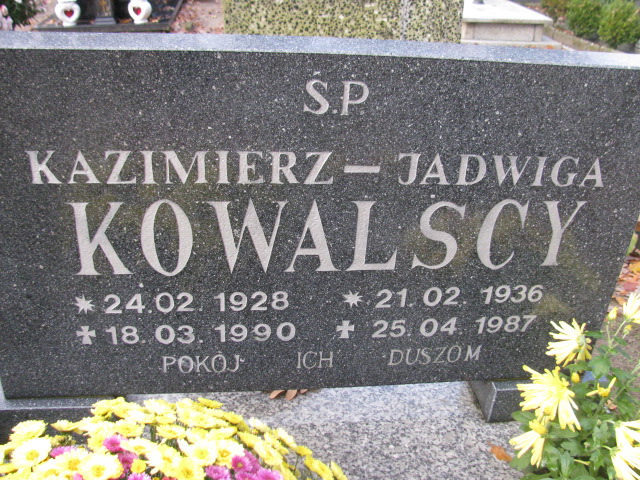 Ś.P.
KAZIMIERZ – JADWIGA
KOWALSCY
* 24.02.1928 * 21.02.1936
✝ 18.03.1990 ✝ 25.04.1987
POKÓJ ICH DUSZOM